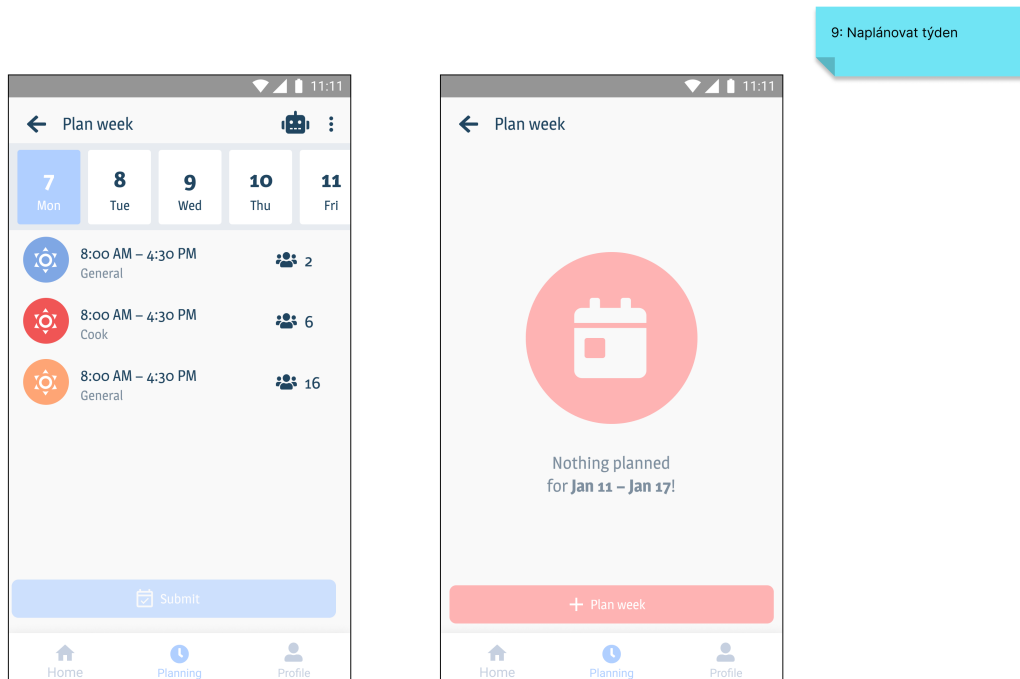 9: Naplánovat týden
11:11
Plan week
7
Mon
8
Tue
9
Wed
10
Thu
11
Fri
8:00 AM – 4:30 PM
General
2
8:00 AM – 4:30 PM
Cook
6
8:00 AM – 4:30 PM
General
16
Submit
Home
Planning
Profile
11:11
Plan week
Nothing planned
for Jan 11 – Jan 17!
Plan week
Home
Planning
Profile